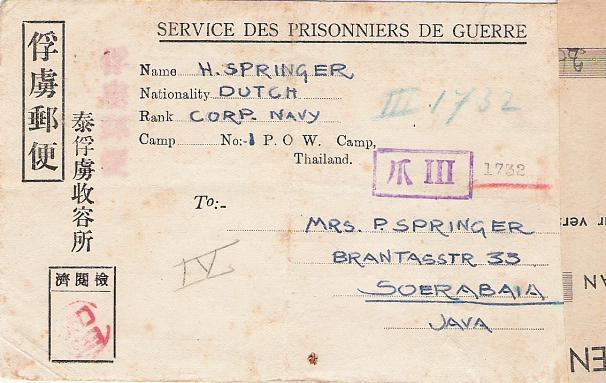 SERVICE DES PRISONNIERS DE GUERRE
俘虜郵便
泰俘虜收容所
檢閱濟
Name H. SPRINGER
Nationality DUTCH
Rank CORP. NAVY
Camp No:-1 P. O. W. Camp,
Thailand.
III 1732
爪 III
1732
To:-
MRS. P. SPRINGER
BRANTASSTR 33
SOERABAIA
JAVA
IV